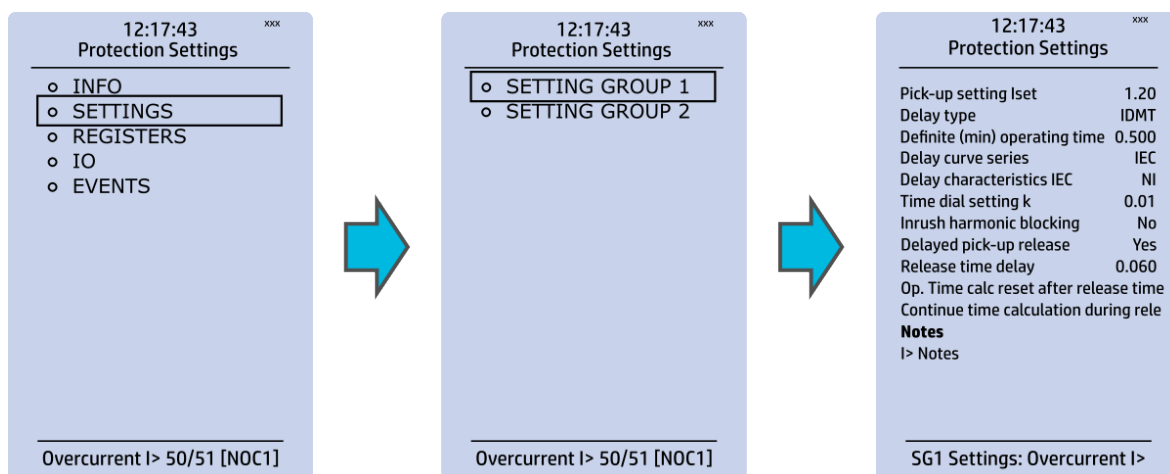 12:17:43 xxx
Protection Settings
INFO
SETTINGS
REGISTERS
IO
EVENTS
Overcurrent I> 50/51 [NOC1]
12:17:43 xxx
Protection Settings
SETTING GROUP 1
SETTING GROUP 2
Overcurrent I> 50/51 [NOC1]
12:17:43 xxx
Protection Settings
Pick-up setting Iset 1.20
Delay type IDMT
Definite (min) operating time 0.500
Delay curve series IEC
Delay characteristics IEC NI
Time dial setting k 0.01
Inrush harmonic blocking No
Delayed pick-up release Yes
Release time delay 0.060
Op. Time calc reset after release time
Continue time calculation during rele
Notes
I> Notes
SG1 Settings: Overcurrent I>